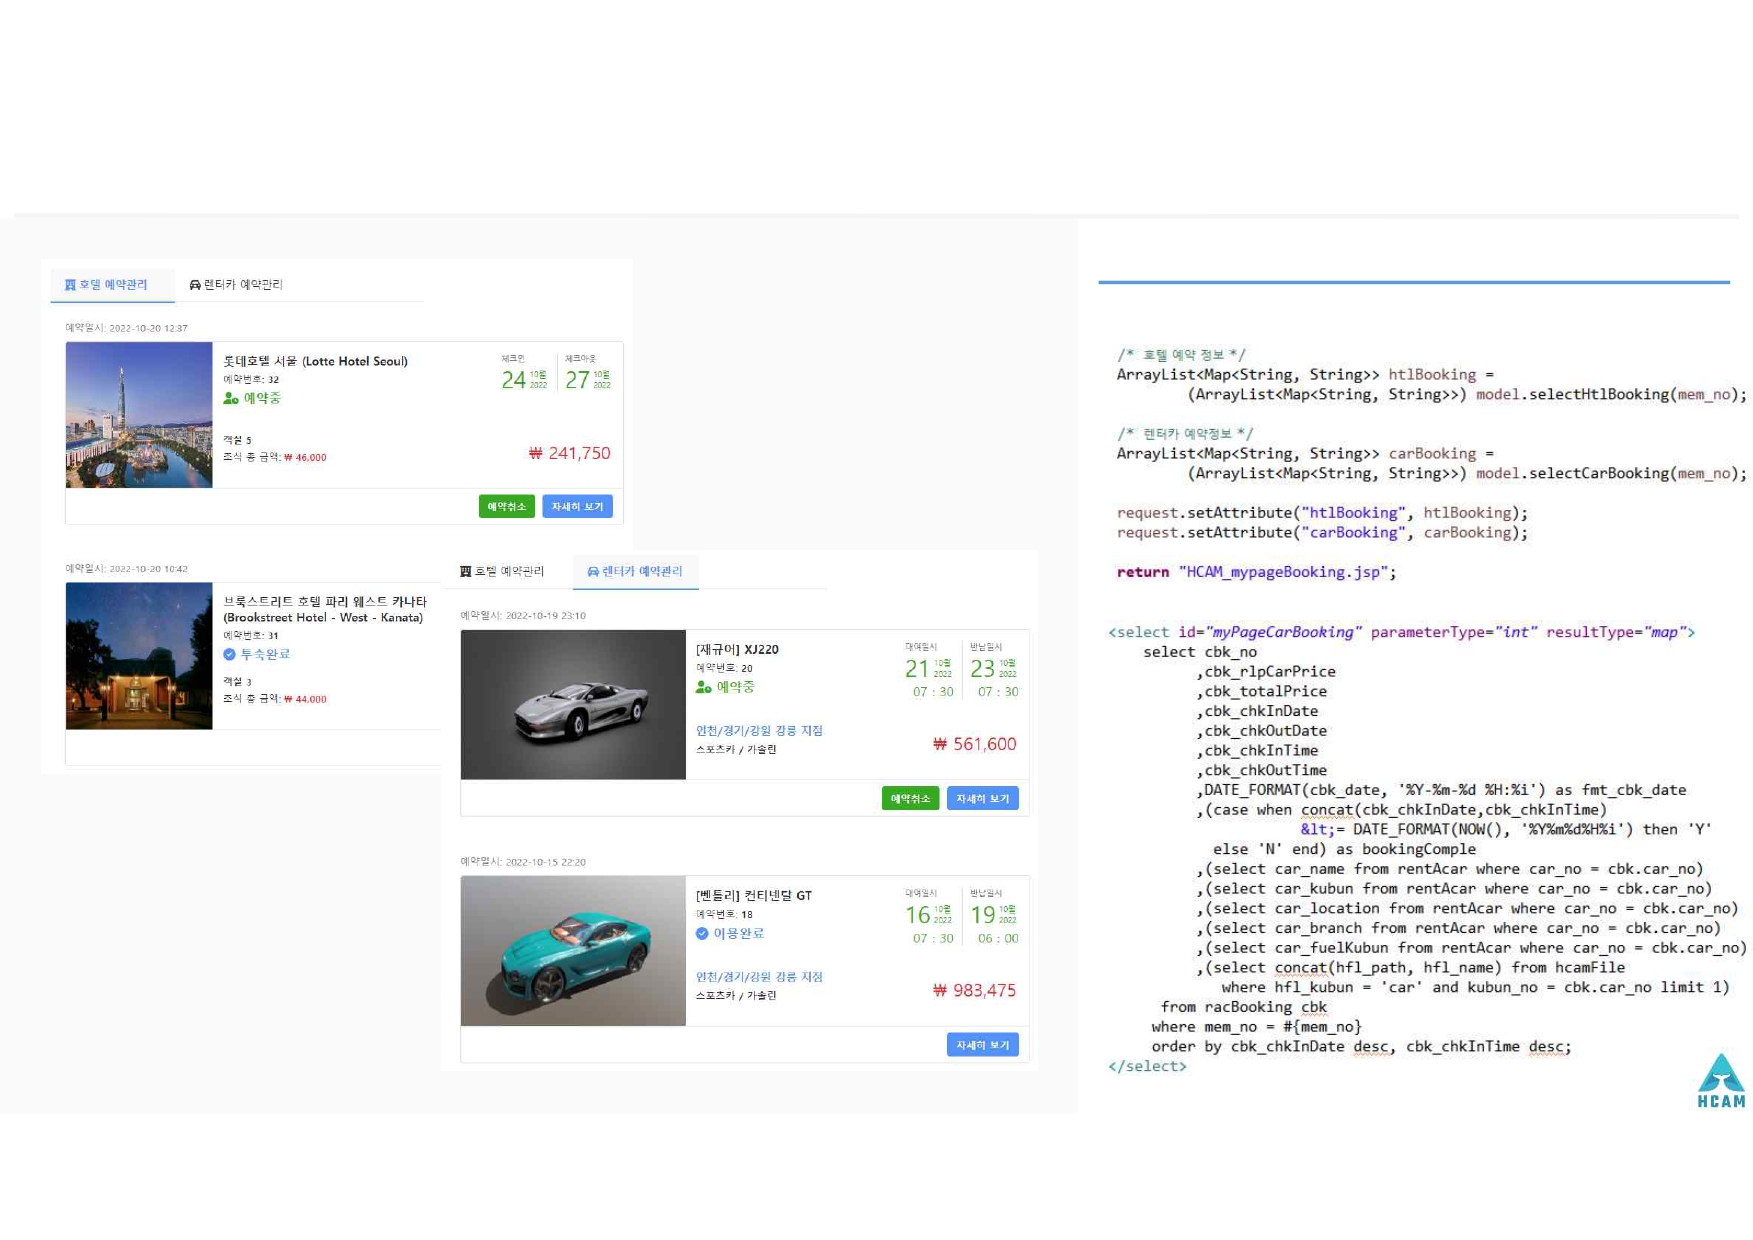 호텔 예약관리 렌터카 예약관리
예약일시: 2022-10-20 12:37
롯데호텔 서울 (Lotte Hotel Seoul)
예약번호: 32
예약중
객실 5
조식 총 금액: ₩ 46,000
체크인 체크아웃
24 10월 2022 27 10월 2022
₩ 241,750
예약취소 자세히 보기
예약일시: 2022-10-20 10:42
브룩스트리트 호텔 파리 웨스트 카나타
(Brookstreet Hotel - West - Kanata)
예약번호: 31
투숙완료
객실 3
조식 총 금액: ₩ 44,000
호텔 예약관리 렌터카 예약관리
예약일시: 2022-10-19 23:10
[재규어] XJ220
예약번호: 20
예약중
인천/경기/강원 강릉 지점
스포츠카 / 가솔린
대여일시 반납일시
21 10월 2022 23 10월 2022
07 : 30 07 : 30
₩ 561,600
예약취소 자세히 보기
예약일시: 2022-10-15 22:20
[벤틀리] 컨티넨탈 GT
예약번호: 18
이용완료
인천/경기/강원 강릉 지점
스포츠카 / 가솔린
대여일시 반납일시
16 10월 2022 19 10월 2022
07 : 30 06 : 00
₩ 983,475
자세히 보기
/* 호텔 예약 정보 */
ArrayList<Map<String, String>> htlBooking =
(ArrayList<Map<String, String>>) model.selectHtlBooking(mem_no);
/* 렌터카 예약정보 */
ArrayList<Map<String, String>> carBooking =
(ArrayList<Map<String, String>>) model.selectCarBooking(mem_no);
request.setAttribute("htlBooking", htlBooking);
request.setAttribute("carBooking", carBooking);
return "HCAM_mypageBooking.jsp";
<select id="myPageCarBooking" parameterType="int" resultType="map">
select cbk_no
,cbk_rlpCarPrice
,cbk_totalPrice
,cbk_chkInDate
,cbk_chkOutDate
,cbk_chkInTime
,cbk_chkOutTime
,DATE_FORMAT(cbk_date, '%Y-%m-%d %H:%i') as fmt_cbk_date
,(case when concat(cbk_chkInDate,cbk_chkInTime)
&lt;= DATE_FORMAT(NOW(), '%Y%m%d%H%i') then 'Y'
else 'N' end) as bookingComple
,(select car_name from rentAcar where car_no = cbk.car_no)
,(select car_kubun from rentAcar where car_no = cbk.car_no)
,(select car_location from rentAcar where car_no = cbk.car_no)
,(select car_branch from rentAcar where car_no = cbk.car_no)
,(select car_fuelKubun from rentAcar where car_no = cbk.car_no)
,(select concat(hfl_path, hfl_name) from hcamFile
where hfl_kubun = 'car' and kubun_no = cbk.car_no limit 1)
from racBooking cbk
where mem_no = #{mem_no}
order by cbk_chkInDate desc, cbk_chkInTime desc;
</select>
HCAM